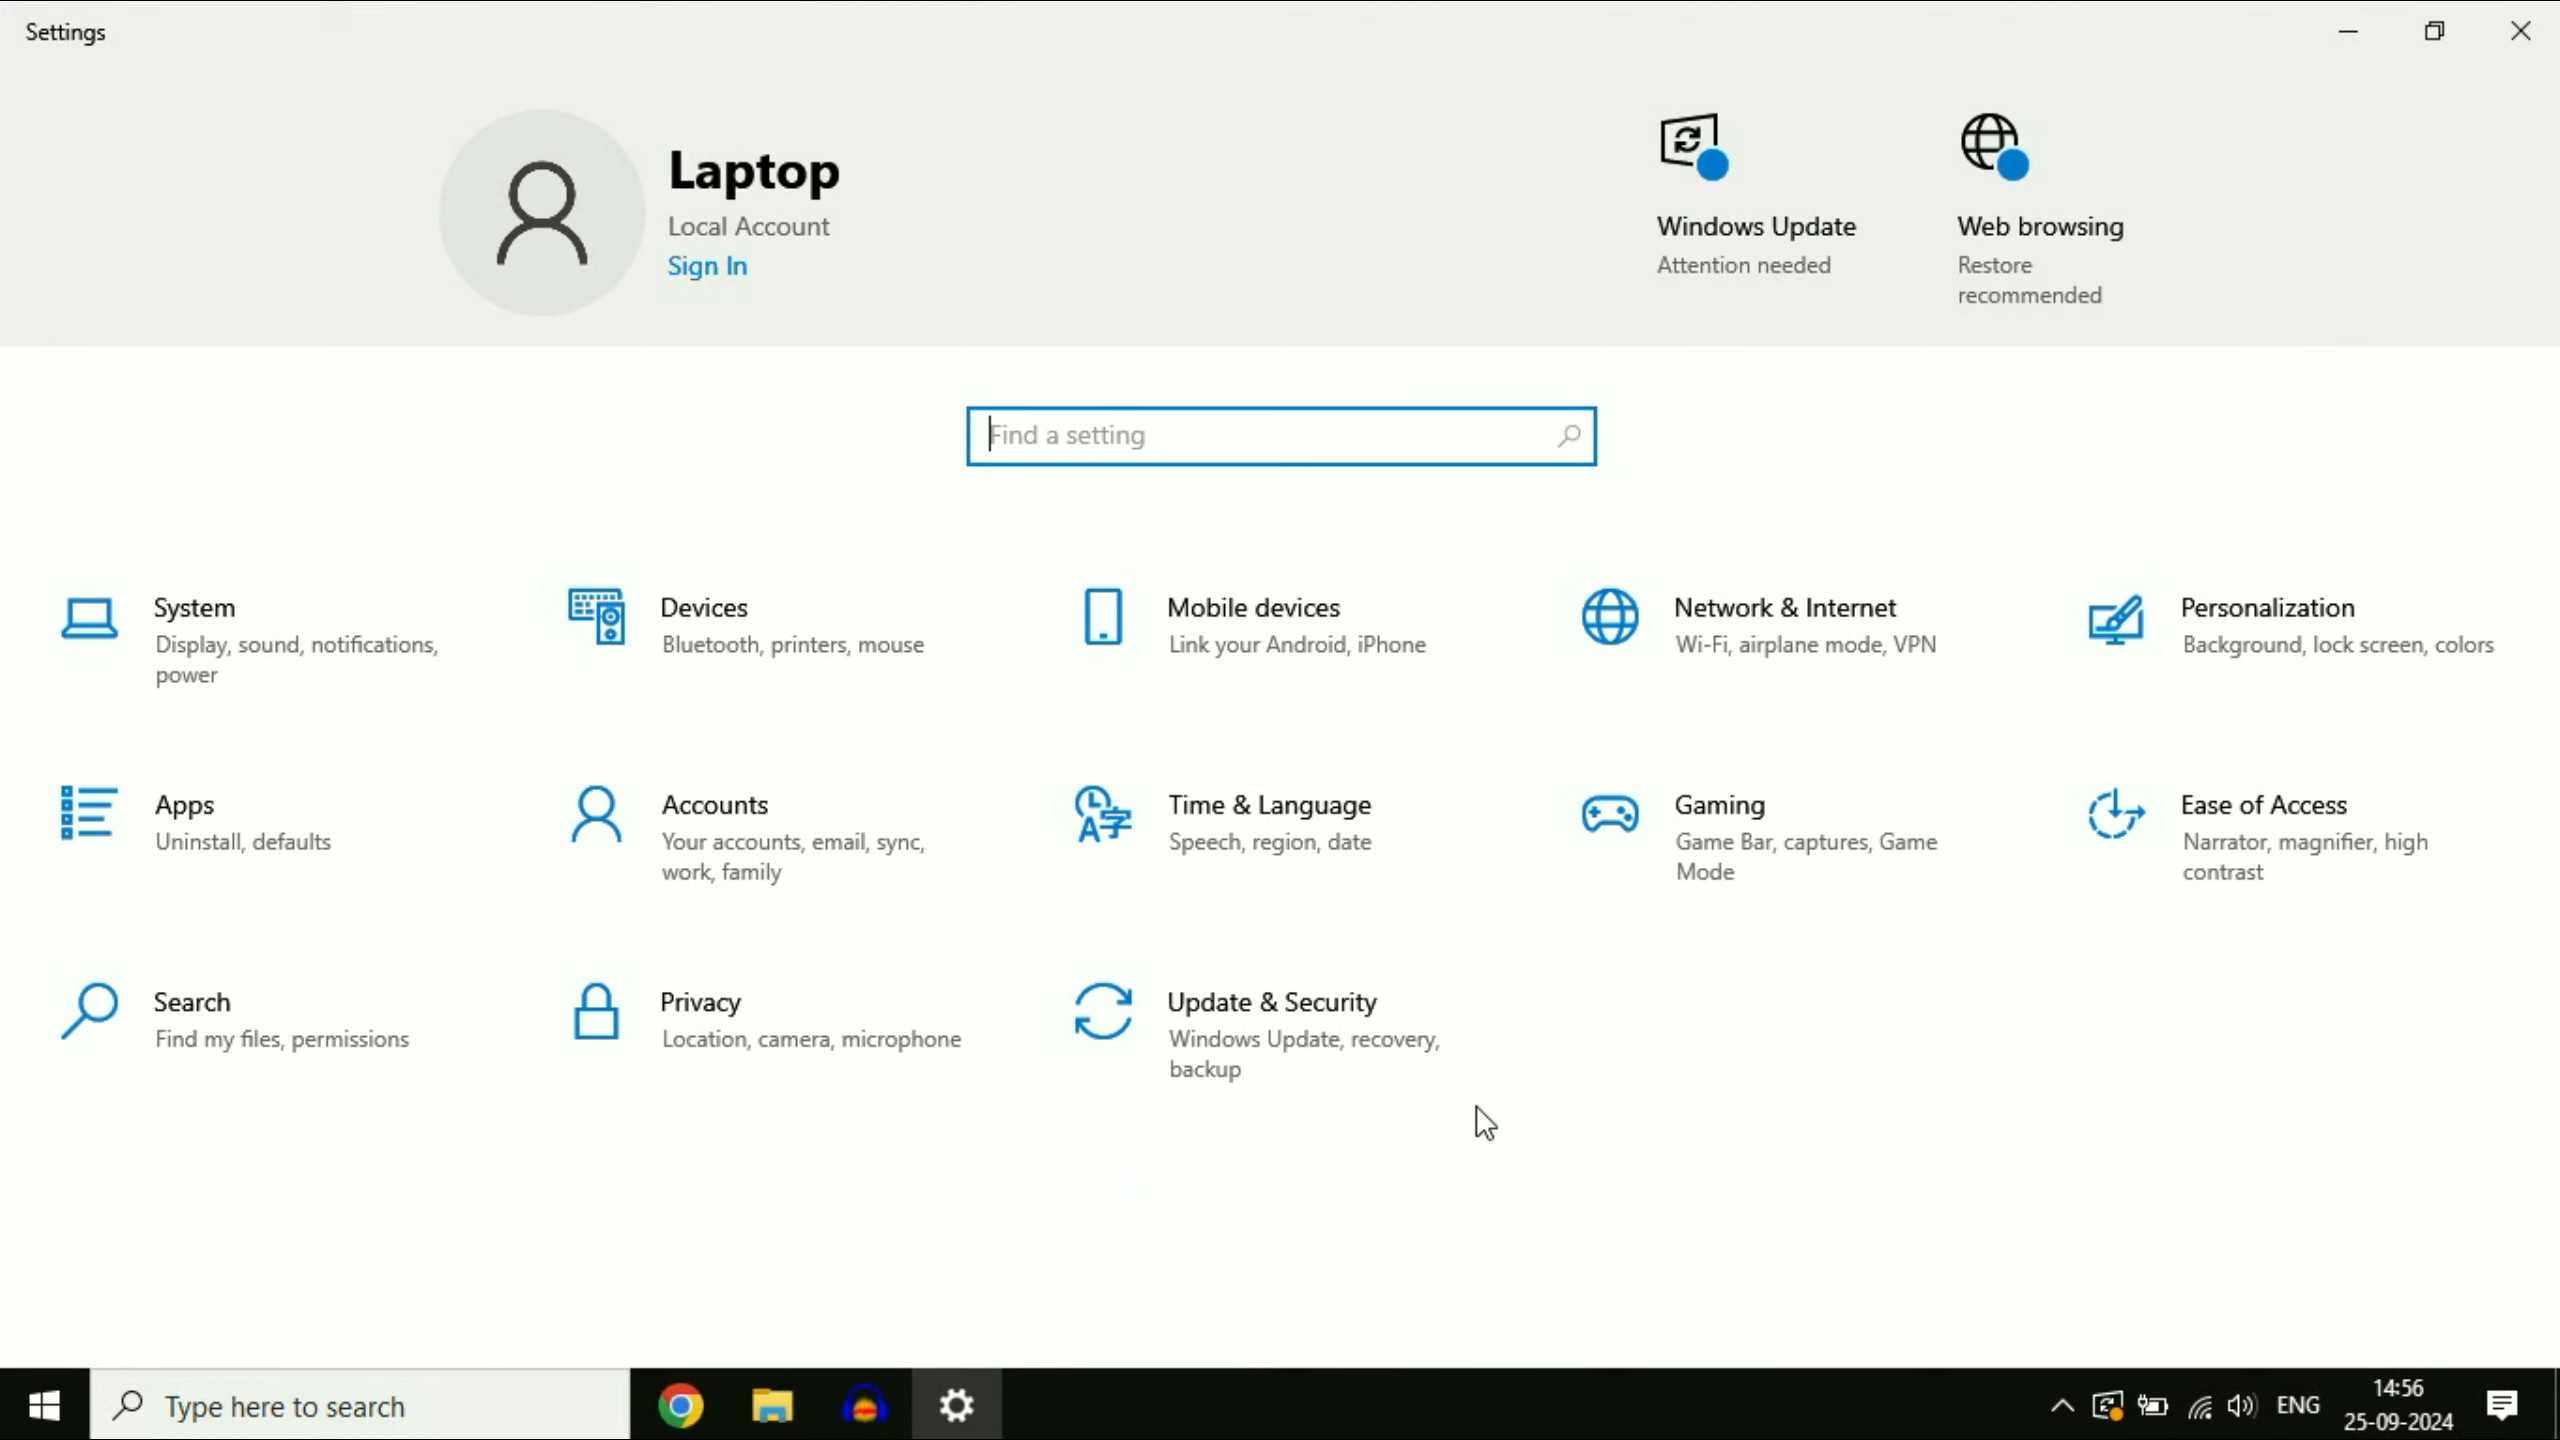 Settings
Laptop
Local Account
Sign In
Windows Update
Attention needed
Web browsing
Restore
recommended
Find a setting
System
Display, sound, notifications,
power
Devices
Bluetooth, printers, mouse
Mobile devices
Link your Android, iPhone
Network & Internet
Wi-Fi, airplane mode, VPN
Personalization
Background, lock screen, colors
Apps
Uninstall, defaults
Accounts
Your accounts, email, sync,
work, family
Time & Language
Speech, region, date
Gaming
Game Bar, captures, Game
Mode
Ease of Access
Narrator, magnifier, high
contrast
Search
Find my files, permissions
Privacy
Location, camera, microphone
Update & Security
Windows Update, recovery,
backup
Type here to search
ENG
14:56
25-09-2024